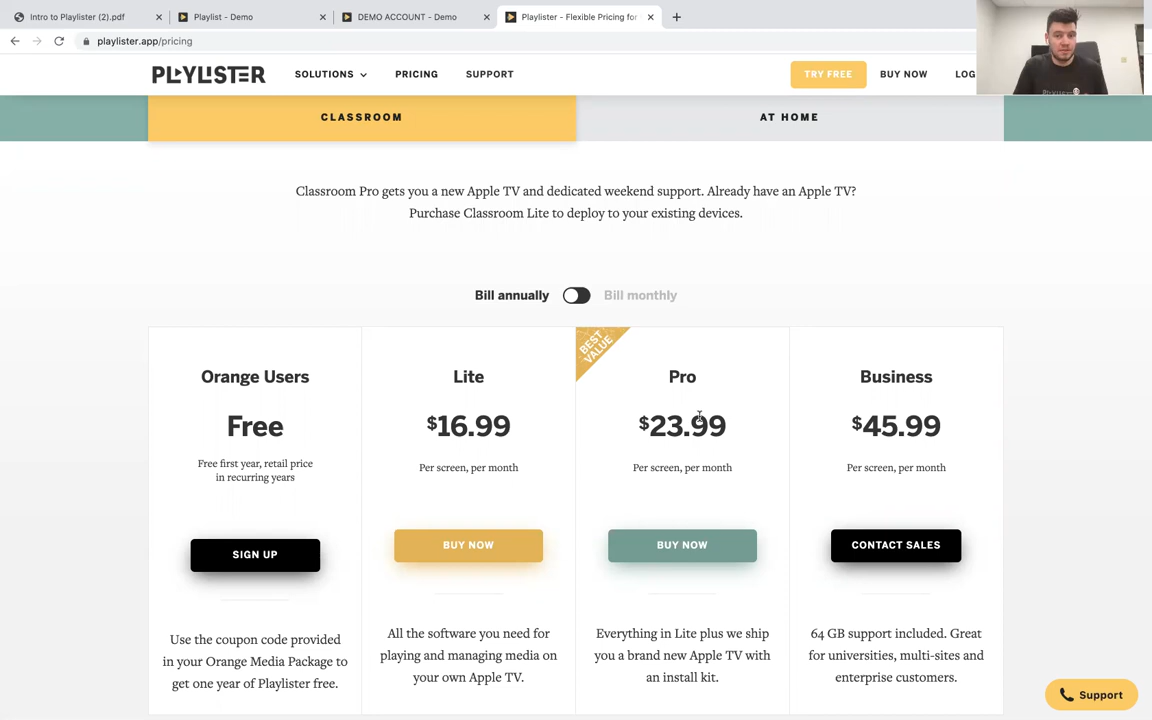 Intro to Playlister (2).pdf
Playlist - Demo
DEMO ACCOUNT - Demo
Playlister - Flexible Pricing for
playlister.app/pricing
PLAYLISTER
SOLUTIONS
PRICING
SUPPORT
TRY FREE
BUY NOW
LOG
CLASSROOM
AT HOME
Classroom Pro gets you a new Apple TV and dedicated weekend support. Already have an Apple TV?
Purchase Classroom Lite to deploy to your existing devices.
Bill annually
Bill monthly
Orange Users
Free
Free first year, retail price
in recurring years
SIGN UP
Use the coupon code provided
in your Orange Media Package to
get one year of Playlister free.
Lite
$16.99
Per screen, per month
BUY NOW
All the software you need for
playing and managing media on
your own Apple TV.
BEST
VALUE
Pro
$23.99
Per screen, per month
BUY NOW
Everything in Lite plus we ship
you a brand new Apple TV with
an install kit.
Business
$45.99
Per screen, per month
CONTACT SALES
64 GB support included. Great
for universities, multi-sites and
enterprise customers.
Support